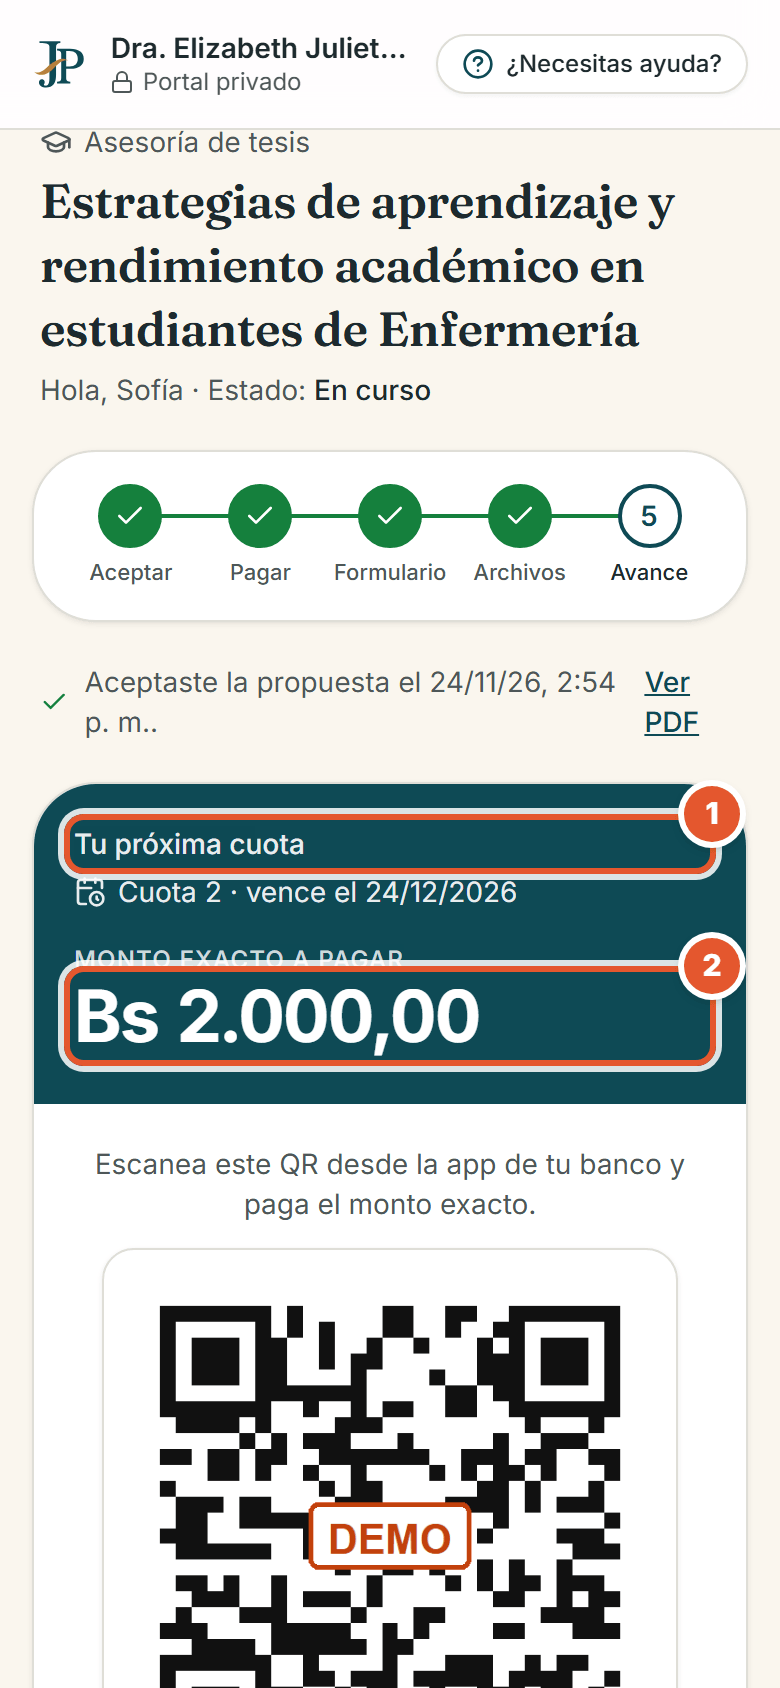 JP
Dra. Elizabeth Juliet...
Portal privado
¿Necesitas ayuda?
Asesoría de tesis
Estrategias de aprendizaje y
rendimiento académico en
estudiantes de Enfermería
Hola, Sofía · Estado: En curso
5
Aceptar
Pagar
Formulario
Archivos
Avance
Aceptaste la propuesta el 24/11/26, 2:54
p. m..
Ver
PDF
1
Tu próxima cuota
Cuota 2 · vence el 24/12/2026
MONTO EXACTO A PAGAR
2
Bs 2.000,00
Escanea este QR desde la app de tu banco y
paga el monto exacto.
DEMO